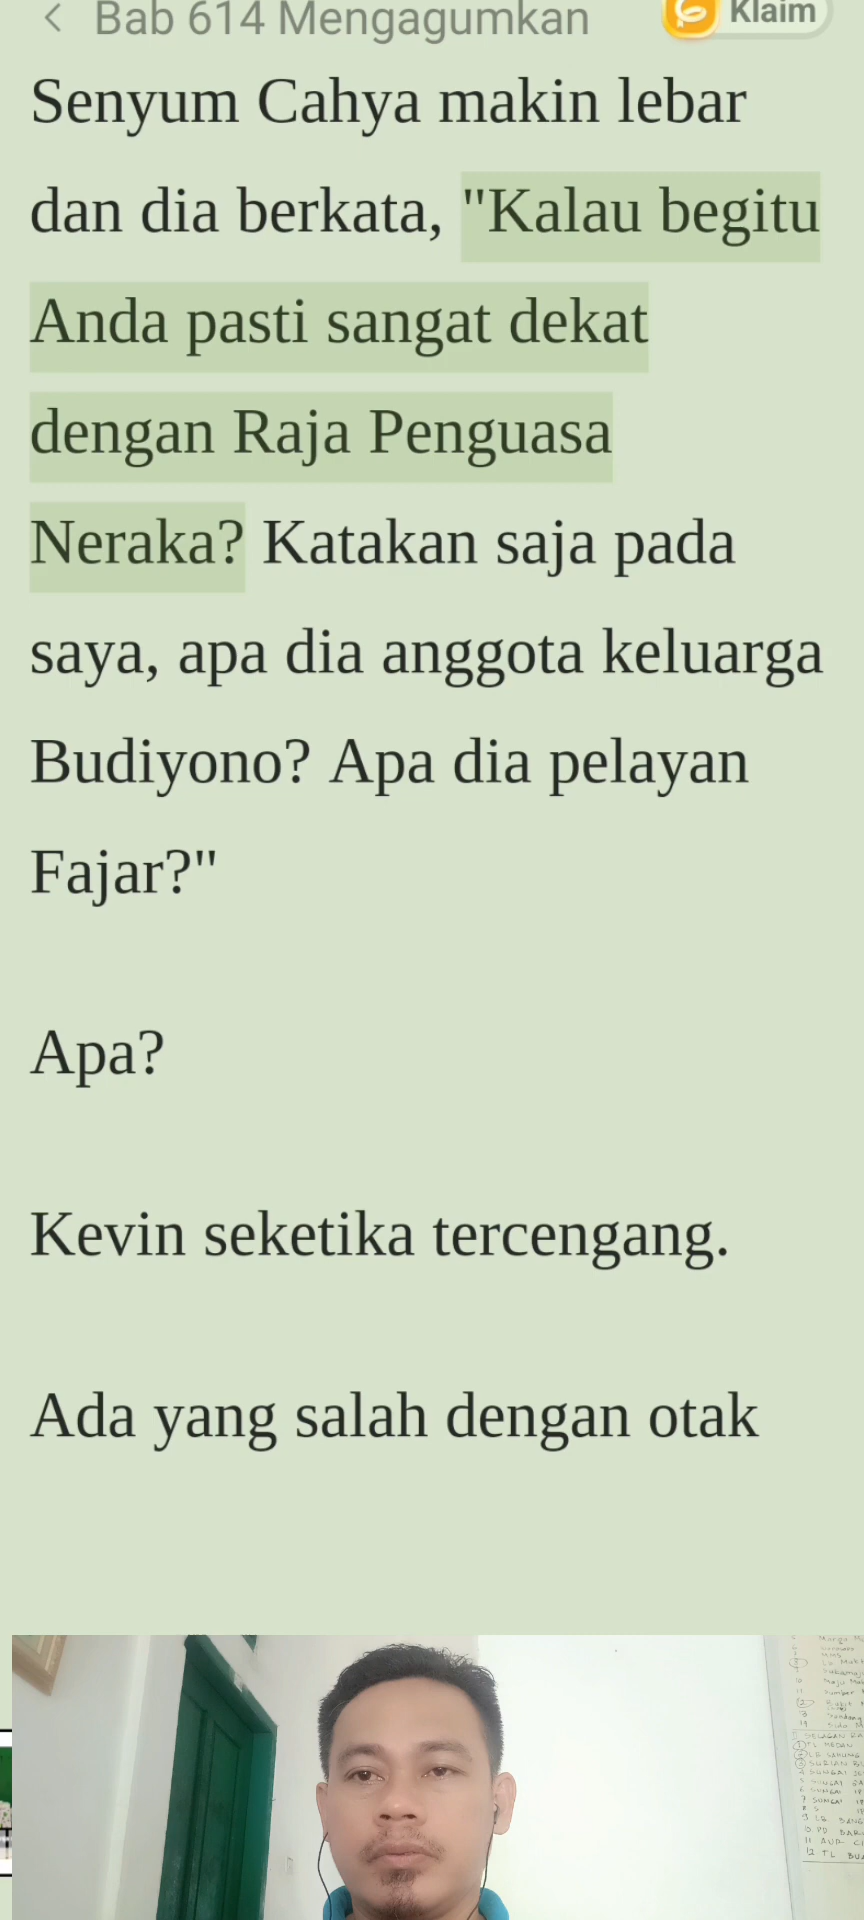 Bab 614 Mengagumkan
Klaim
Senyum Cahya makin lebar
dan dia berkata, "Kalau begitu
Anda pasti sangat dekat
dengan Raja Penguasa
Neraka? Katakan saja pada
saya, apa dia anggota keluarga
Budiyono? Apa dia pelayan
Fajar?"
Apa?
Kevin seketika tercengang.
Ada yang salah dengan otak